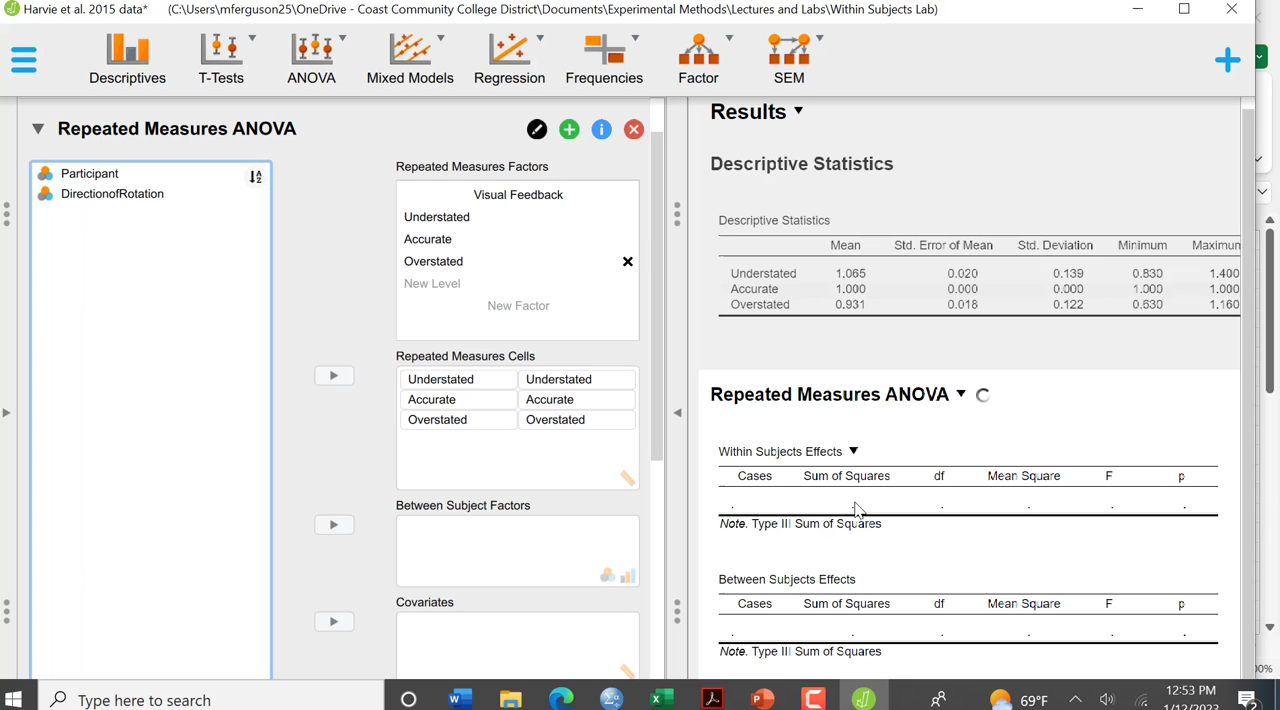 Harvie et al. 2015 data* (C:\Users\mferguson25\OneDrive - Coast Community College District\Documents\Experimental Methods\Lectures and Labs\Within Subjects Lab)
Descriptives T-Tests ANOVA Mixed Models Regression Frequencies Factor SEM
Repeated Measures ANOVA
Participant
DirectionofRotation
Repeated Measures Factors
Visual Feedback
Understated
Accurate
Overstated
New Level
New Factor
Repeated Measures Cells
Understated Understated
Accurate Accurate
Overstated Overstated
Between Subject Factors
Covariates
Results
Descriptive Statistics
Descriptive Statistics
Mean Std. Error of Mean Std. Deviation Minimum Maximum
Understated 1.065 0.020 0.139 0.830 1.400
Accurate 1.000 0.000 0.000 1.000 1.000
Overstated 0.931 0.018 0.122 0.630 1.160
Repeated Measures ANOVA
Within Subjects Effects
Cases Sum of Squares df Mean Square F p
. . . . . .
Note. Type III Sum of Squares
Between Subjects Effects
Cases Sum of Squares df Mean Square F p
. . . . . .
Note. Type III Sum of Squares
Type here to search
69°F
12:53 PM
1/12/2023